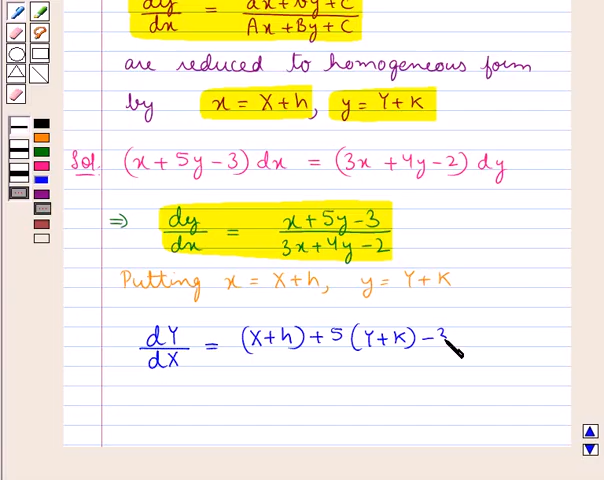 dy/dx = ax + by + c / Ax + By + C
are reduced to homogeneous form
by x = X+h, y = Y+K
Sol. (x + 5y - 3) dx = (3x + 4y - 2) dy
⇒ dy/dx = x + 5y - 3 / 3x + 4y - 2
Putting x = X+h, y = Y+K
dY/dX = (X+h) + 5 (Y+K) -